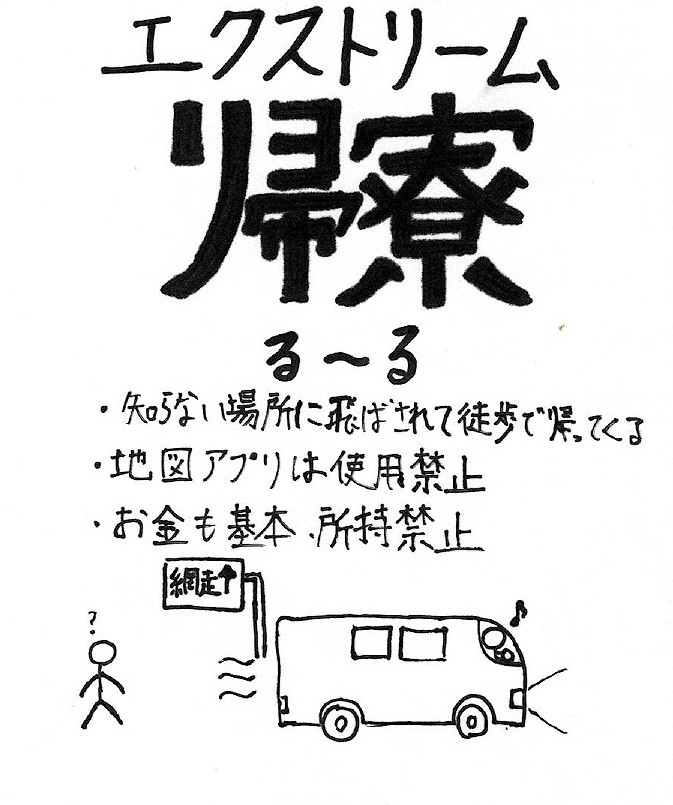 エクストリーム
帰寮
る〜る
・知らない場所に飛ばされて徒歩で帰ってくる
・地図アプリは使用禁止
・お金も基本、所持禁止
網走↑
?
♪